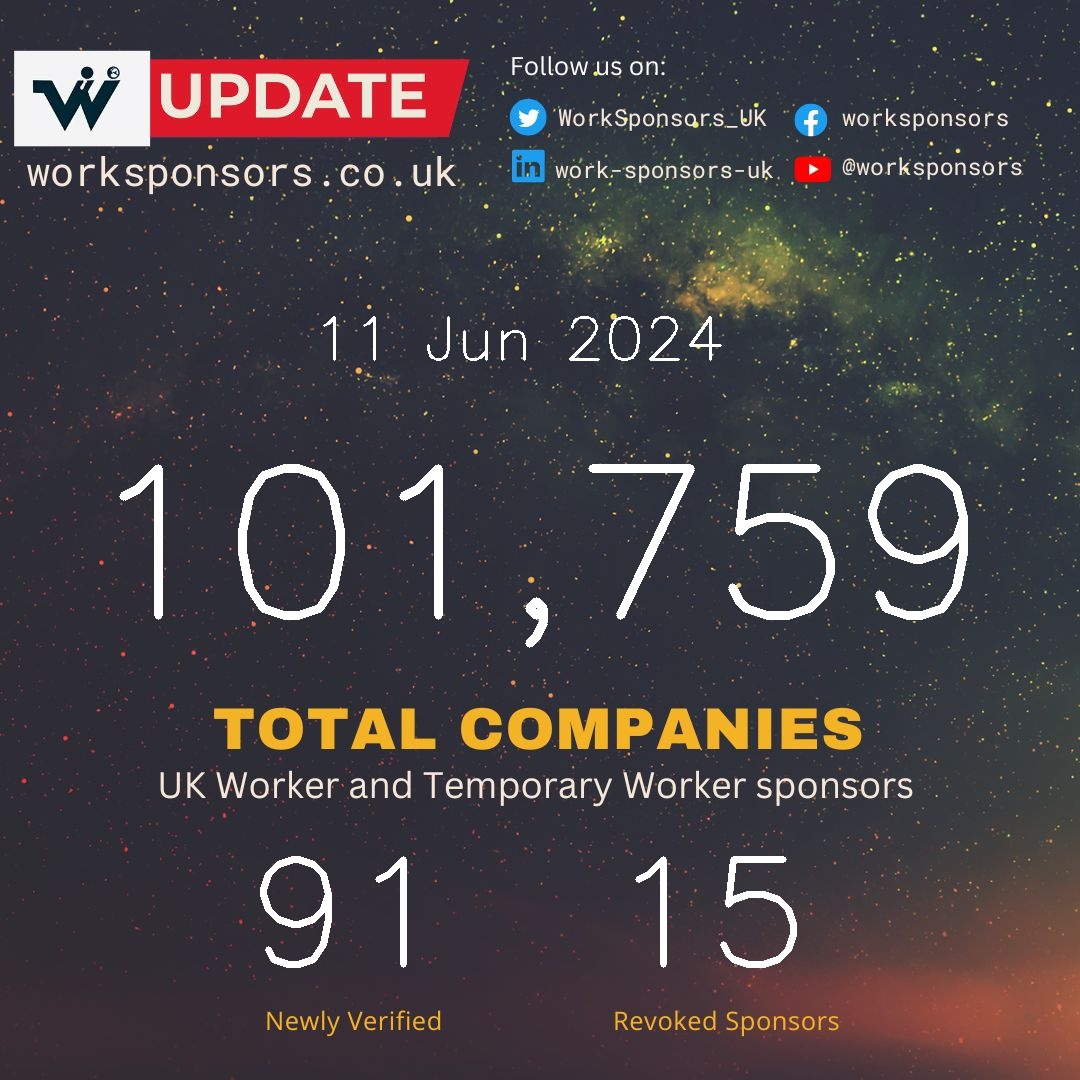 UPDATE
worksponsors.co.uk
Follow us on:
WorkSponsors_UK
worksponsors
work-sponsors-uk
@worksponsors
11 Jun 2024
101,759
TOTAL COMPANIES
UK Worker and Temporary Worker sponsors
91 15
Newly Verified Revoked Sponsors